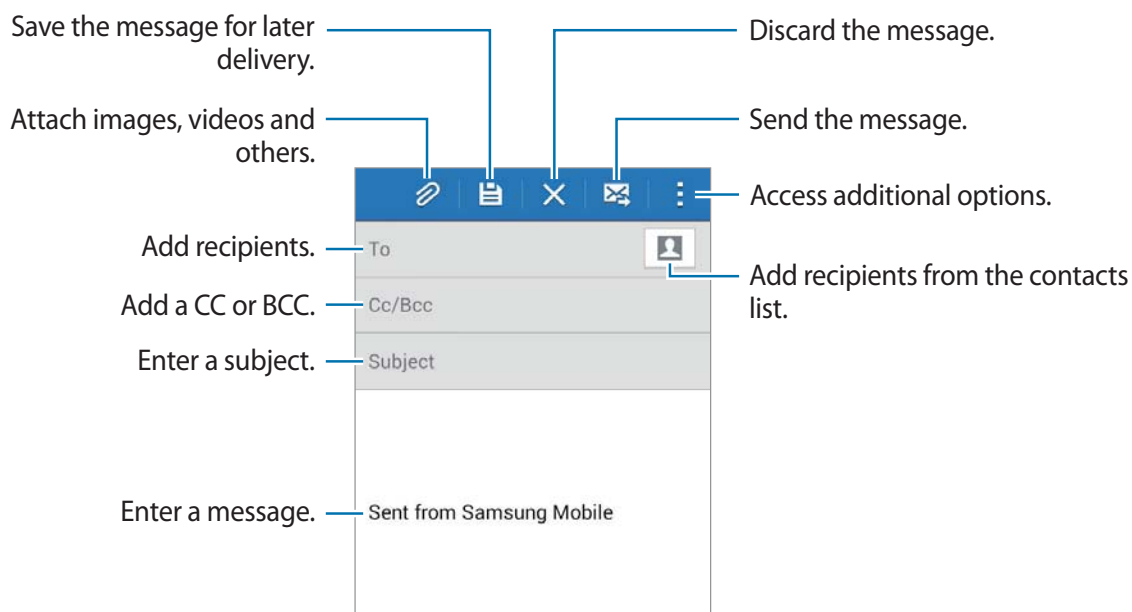 Save the message for later
delivery.
Discard the message.
Attach images, videos and
others.
Send the message.
Access additional options.
Add recipients.
To
Add recipients from the contacts
list.
Add a CC or BCC.
Cc/Bcc
Enter a subject.
Subject
Enter a message.
Sent from Samsung Mobile